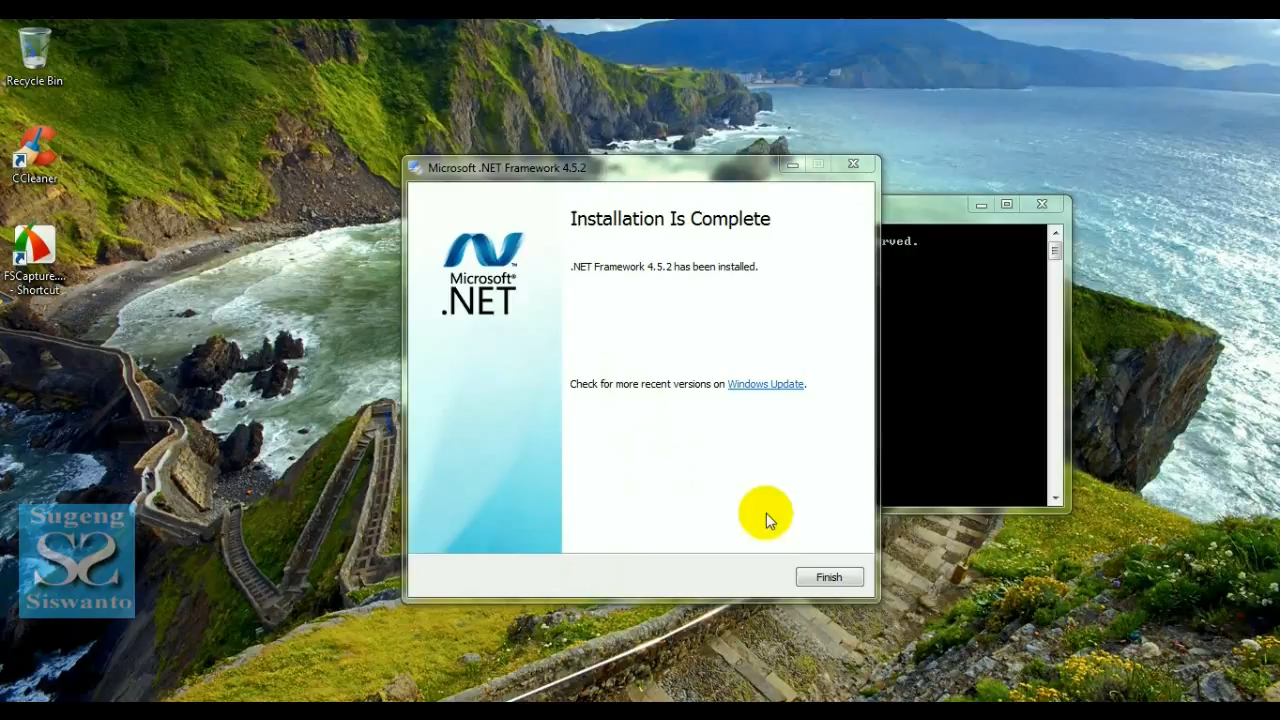 Recycle Bin
CCleaner
FSCapture....
- Shortcut
Microsoft .NET Framework 4.5.2
Installation Is Complete
.NET Framework 4.5.2 has been installed.
Microsoft®
.NET
Check for more recent versions on Windows Update.
Finish
rved.
Sugeng
SS
Siswanto